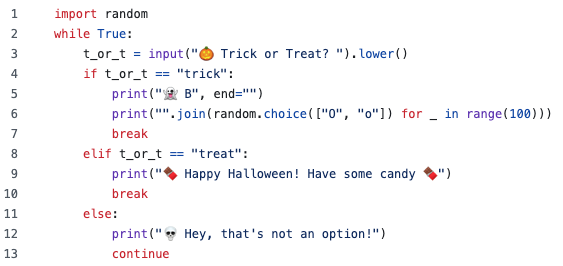 1 import random
2 while True:
3     t_or_t = input("🎃 Trick or Treat? ").lower()
4     if t_or_t == "trick":
5         print("👻 B", end="")
6         print("".join(random.choice(["O", "o"]) for _ in range(100)))
7         break
8     elif t_or_t == "treat":
9         print("🍫 Happy Halloween! Have some candy 🍫")
10         break
11     else:
12         print("💀 Hey, that's not an option!")
13         continue